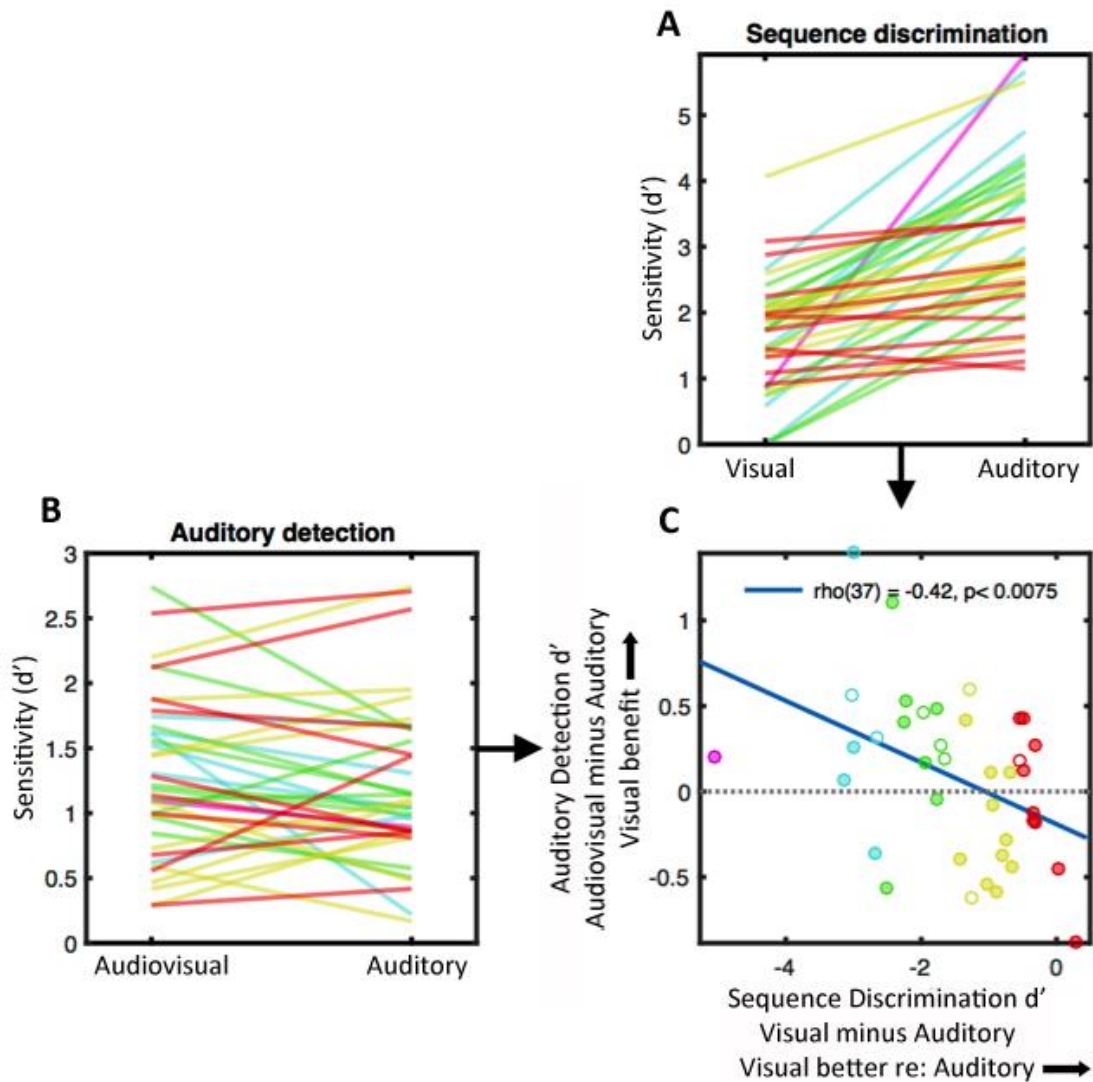 A
Sequence discrimination
Sensitivity (d’)
5
4
3
2
1
0
Visual
Auditory
B
Auditory detection
Sensitivity (d’)
3
2.5
2
1.5
1
0.5
0
Audiovisual
Auditory
C
rho(37) = -0.42, p< 0.0075
Auditory Detection d’
Audiovisual minus Auditory
Visual benefit
1
0.5
0
-0.5
-4
-2
0
Sequence Discrimination d’
Visual minus Auditory
Visual better re: Auditory